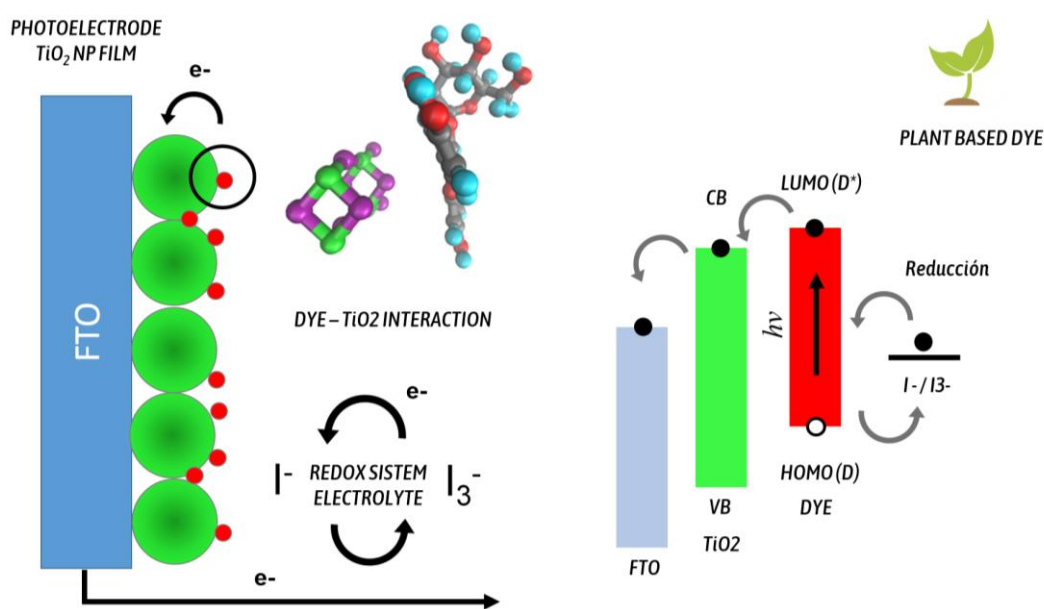 PHOTOELECTRODE
TiO₂ NP FILM
e-
FTO
DYE – TiO2 INTERACTION
e-
I⁻
REDOX SISTEM
ELECTROLYTE
I₃⁻
e-
PLANT BASED DYE
CB
LUMO (D*)
Reducción
hν
I - / I3-
HOMO (D)
VB
DYE
TiO2
FTO